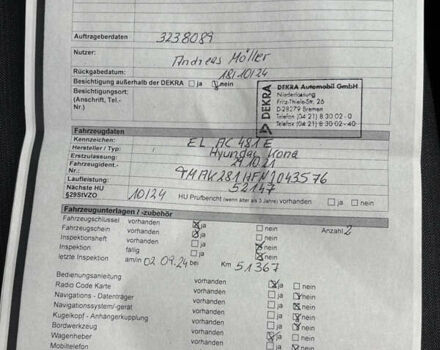 Auftrageberdaten 3238089
Nutzer: Andreas Möller
Rückgabedatum: 18/10/24
Besichtigung außerhalb der DEKRA ja nein
Besichtigungsort:
(Anschrift, Tel.-
Nr.)
DEKRA
DEKRA Automobil GmbH
Niederlassung
Fritz-Thiele-Str. 26
D 28279 Bremen
Telefon (04 21) 8 30 02-0
Telefax (04 21) 8 30 02-40
Fahrzeugdaten
Kennzeichen: EL AC 481 E
Hersteller / Typ: Hyundai Kona
Erstzulassung: 29.10.21
Fahrzeugident.-
Nr.:
Laufleistung: 52147
Nächste HU
§29StVZO 10/24 HU Prüfbericht (wenn älter als 3 Jahre) vorhanden ja nein
Fahrzeugunterlagen / -zubehör
Fahrzeugschlüssel vorhanden ja nein Anzahl 2
Fahrzeugschein vorhanden ja nein
Inspektionsheft vorhanden ja nein
Inspektion fällig ja nein
letzte Inspektion am/in 02.09.24 bei Km 51367
Bedienungsanleitung vorhanden ja nein
Radio Code Karte vorhanden ja nein
Navigations - Datenträger vorhanden ja nein
Navigationssystem/-gerät vorhanden ja nein
Kugelkopf - Anhängerkupplung vorhanden ja nein
Bordwerkzeug vorhanden ja nein
Wagenheber vorhanden ja nein
Mobiltelefon